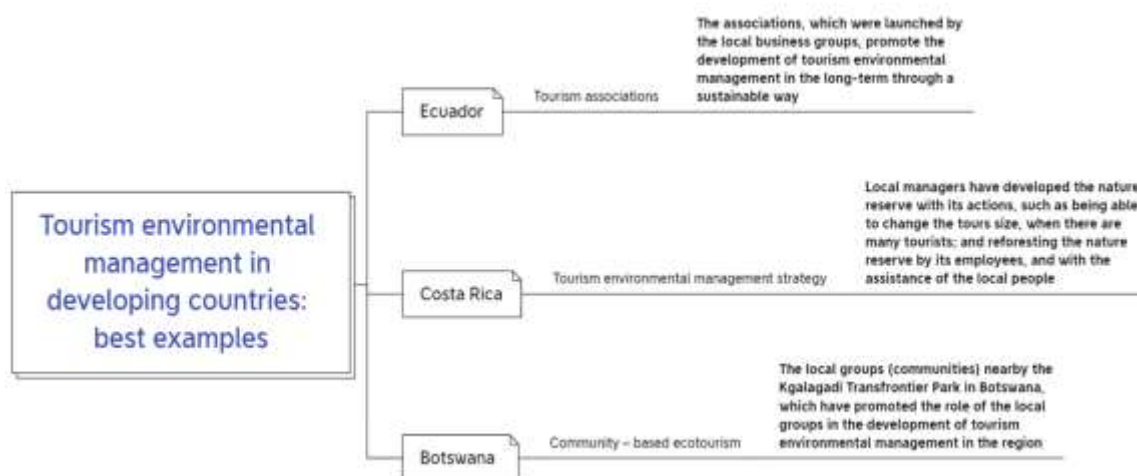 Tourism environmental
management in
developing countries:
best examples
Ecuador
Tourism associations
The associations, which were launched by
the local business groups, promote the
development of tourism environmental
management in the long-term through a
sustainable way
Costa Rica
Tourism environmental management strategy
Local managers have developed the nature
reserve with its actions, such as being able
to change the tours size, when there are
many tourists; and reforesting the nature
reserve by its employees, and with the
assistance of the local people
Botswana
Community – based ecotourism
The local groups (communities) nearby the
Kgalagadi Transfrontier Park in Botswana,
which have promoted the role of the local
groups in the development of tourism
environmental management in the region